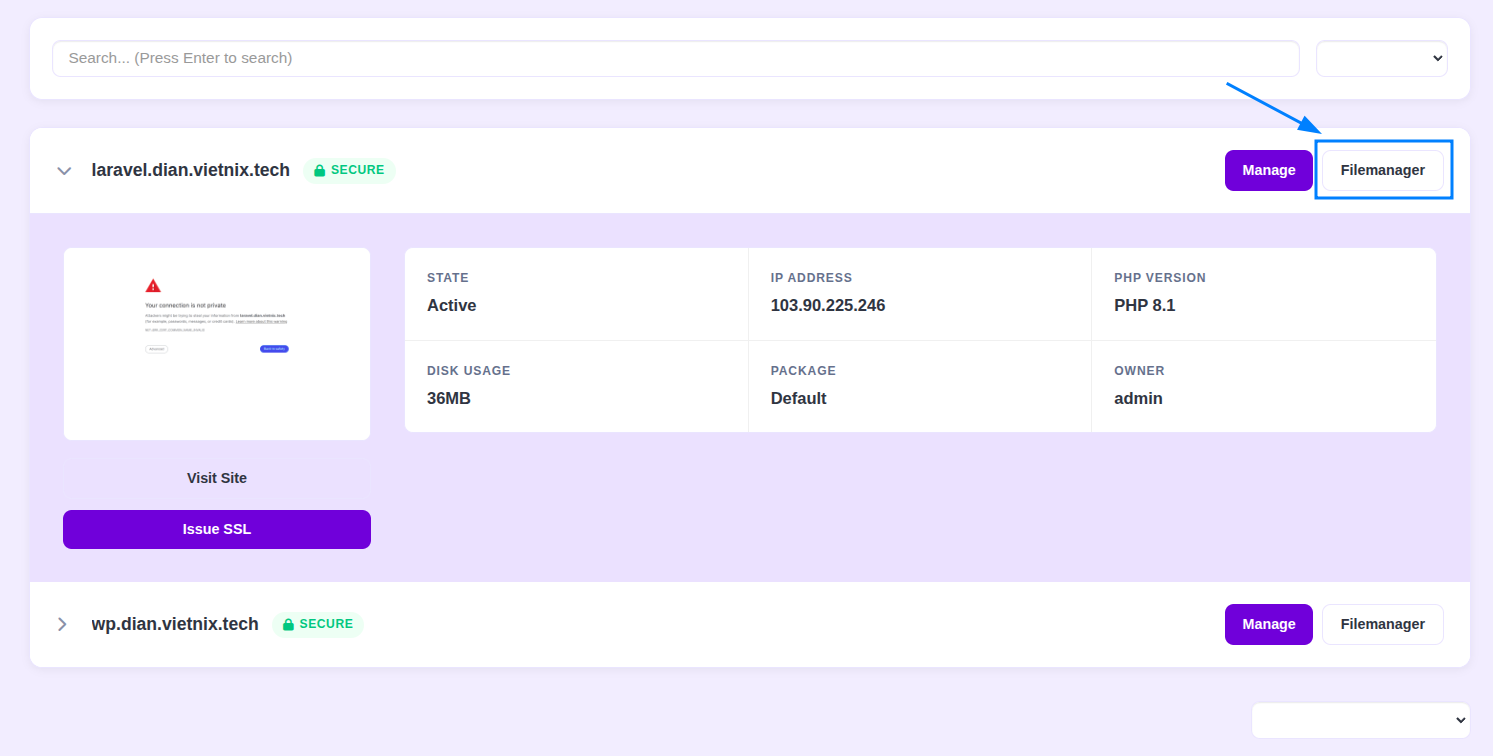 Search... (Press Enter to search)
laravel.dian.vietnix.tech
SECURE
Manage
Filemanager
Your connection is not private
STATE
Active
IP ADDRESS
103.90.225.246
PHP VERSION
PHP 8.1
DISK USAGE
36MB
PACKAGE
Default
OWNER
admin
Visit Site
Issue SSL
wp.dian.vietnix.tech
SECURE
Manage
Filemanager